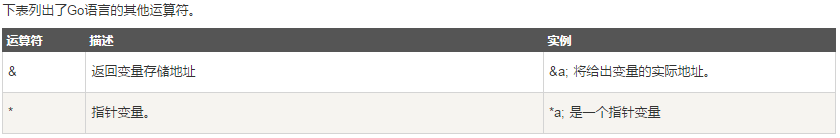 下表列出了Go语言的其他运算符。
运算符 描述 实例
& 返回变量存储地址 &a; 将给出变量的实际地址。
* 指针变量。 *a; 是一个指针变量